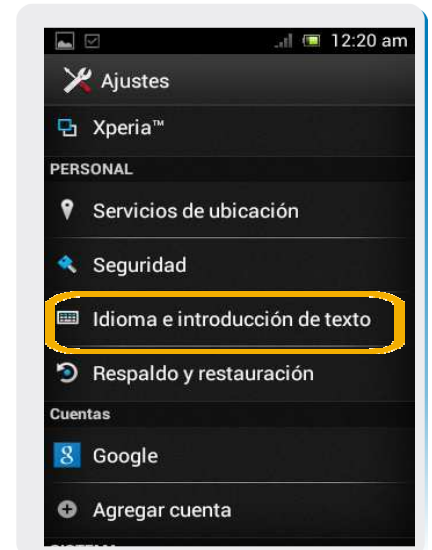 12:20 am
Ajustes
Xperia™
PERSONAL
Servicios de ubicación
Seguridad
Idioma e introducción de texto
Respaldo y restauración
Cuentas
8 Google
Agregar cuenta